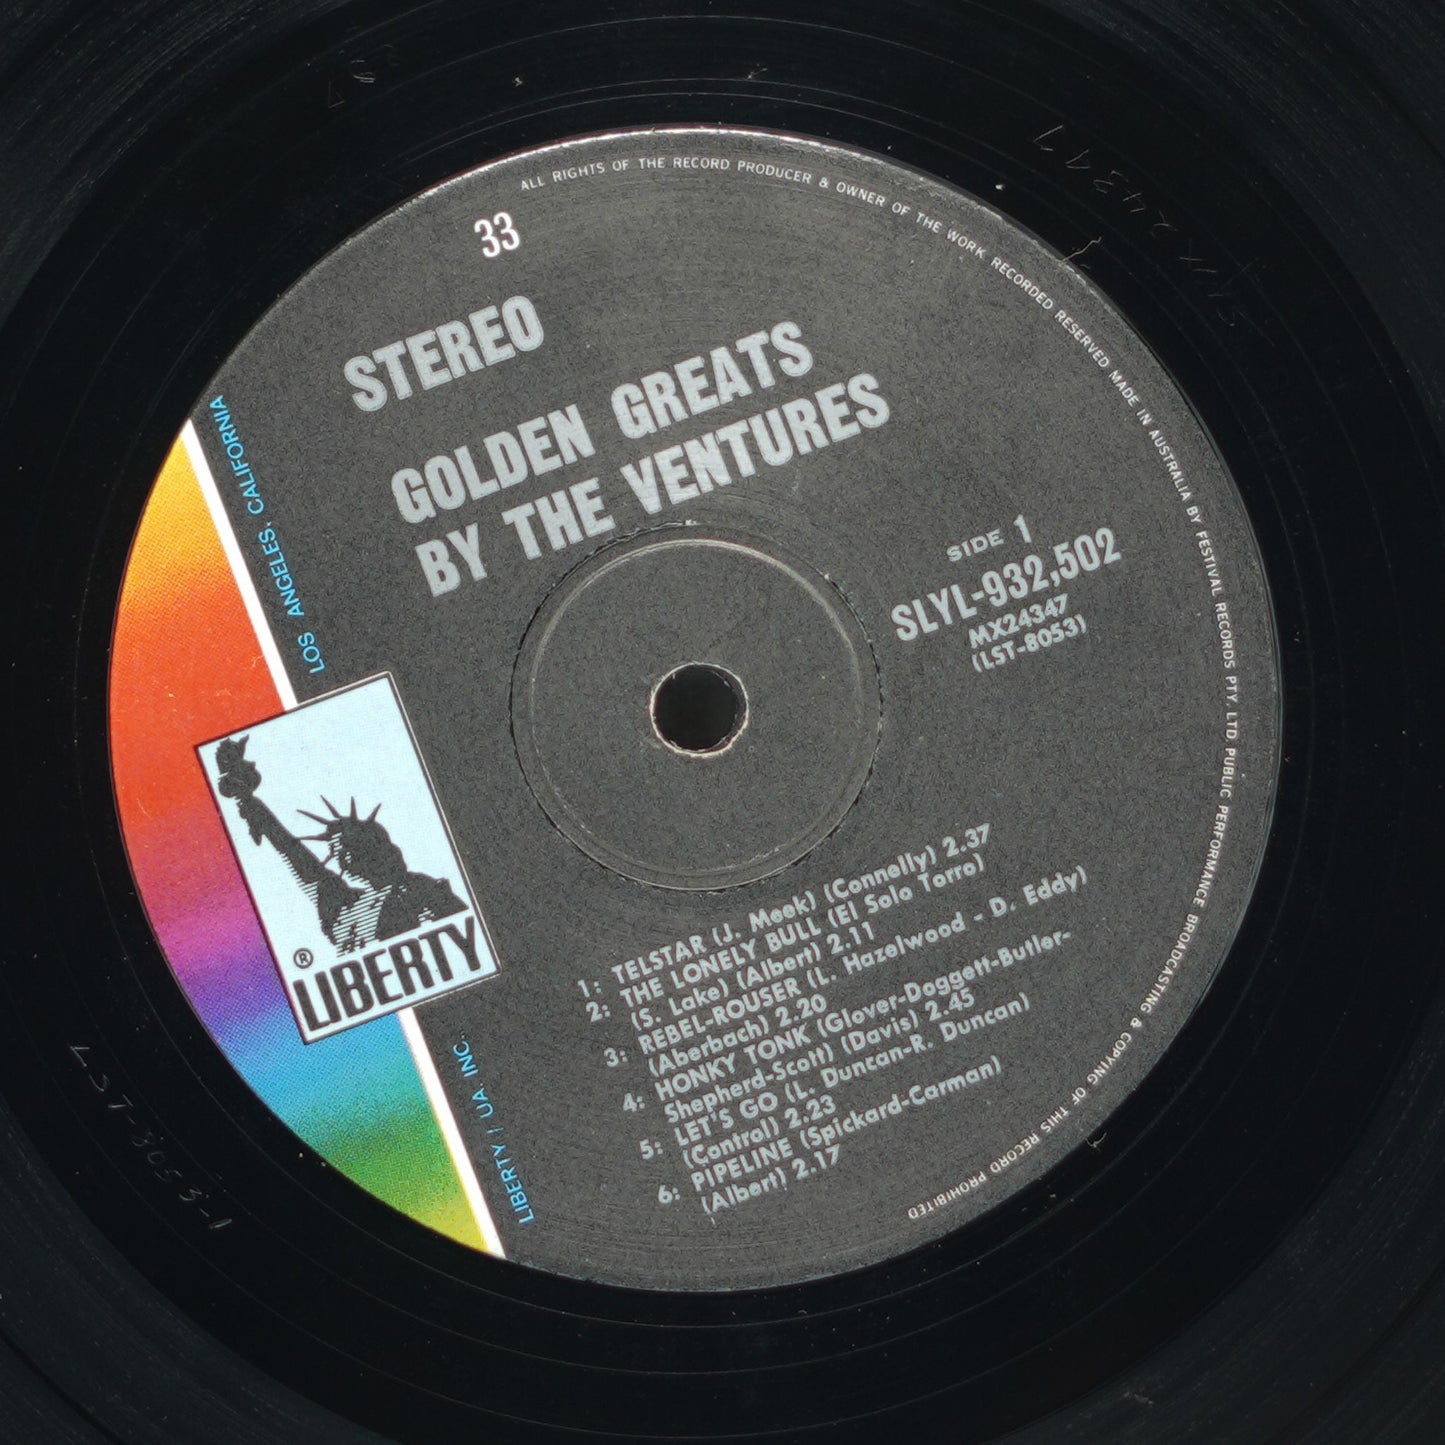 ALL RIGHTS OF THE RECORD PRODUCER & OWNER OF THE WORK RECORDED RESERVED MADE IN AUSTRALIA BY FESTIVAL RECORDS PTY. LTD PUBLIC PERFORMANCE BROADCASTING & COPYING OF THIS RECORD PROHIBITED
33
STEREO
GOLDEN GREATS
BY THE VENTURES
SIDE 1
SLYL-932,502
MX24347
(LST-8053)
LOS ANGELES, CALIFORNIA
® LIBERTY
LIBERTY / UA, INC.
1: TELSTAR (J. Meek) (Connelly) 2.37
2: THE LONELY BULL (El Solo Torro)
(S. Lake) (Albert) 2.11
3: REBEL-ROUSER (L. Hazelwood - D. Eddy)
(Aberbach) 2.20
4: HONKY TONK (Glover-Doggett-Butler-
Shepherd-Scott) (Davis) 2.45
5: LET'S GO (L. Duncan-R. Duncan)
(Control) 2.23
6: PIPELINE (Spickard-Carman)
(Albert) 2.17